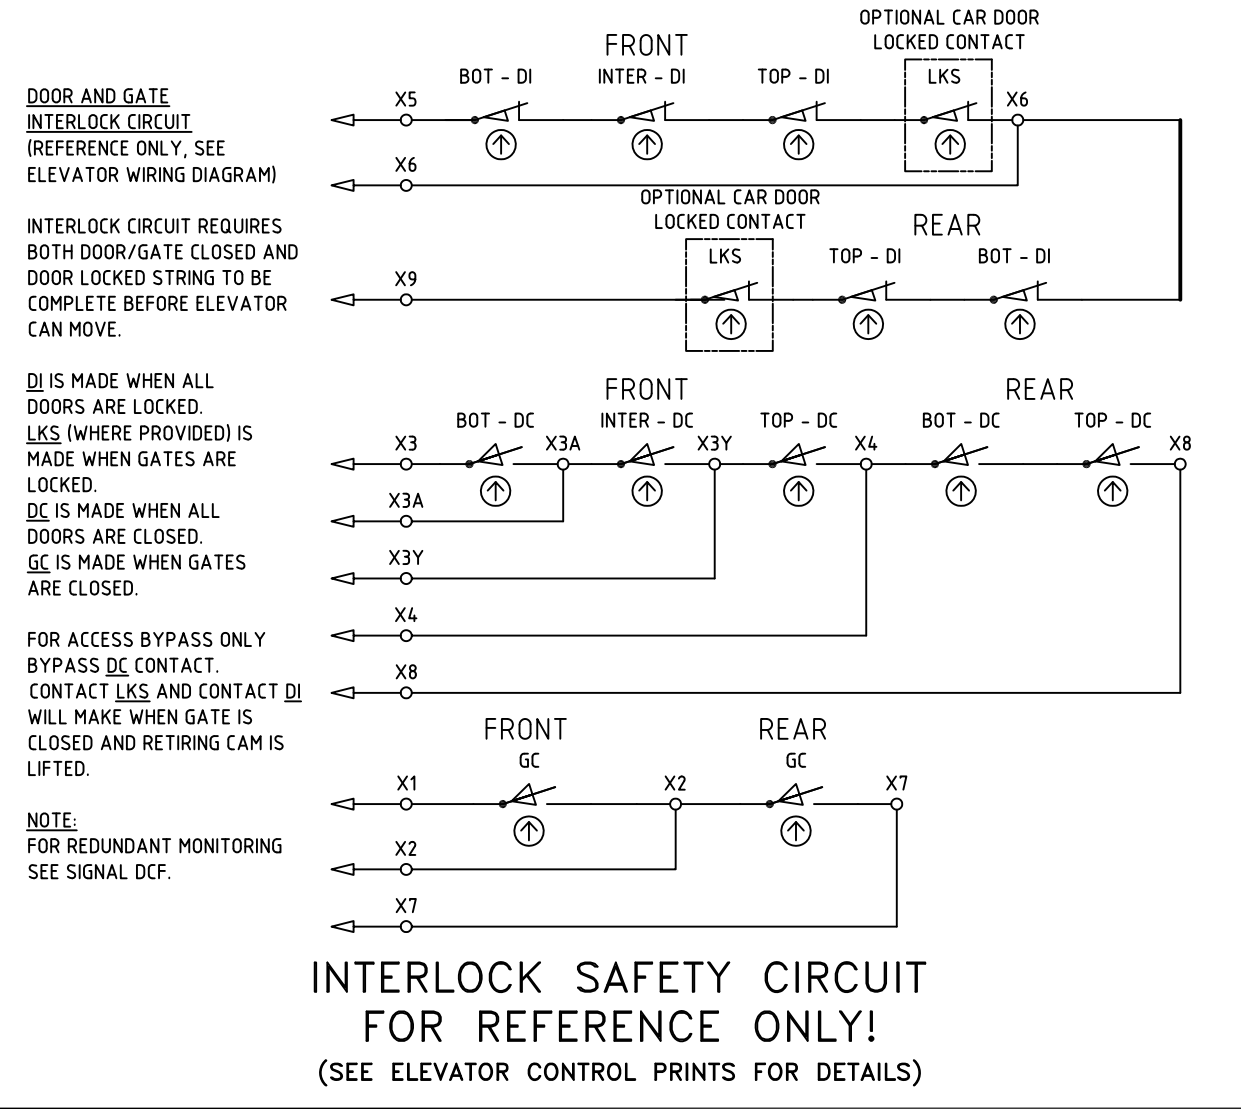 DOOR AND GATE
INTERLOCK CIRCUIT
(REFERENCE ONLY, SEE
ELEVATOR WIRING DIAGRAM)
INTERLOCK CIRCUIT REQUIRES
BOTH DOOR/GATE CLOSED AND
DOOR LOCKED STRING TO BE
COMPLETE BEFORE ELEVATOR
CAN MOVE.
DI IS MADE WHEN ALL
DOORS ARE LOCKED.
LKS (WHERE PROVIDED) IS
MADE WHEN GATES ARE
LOCKED.
DC IS MADE WHEN ALL
DOORS ARE CLOSED.
GC IS MADE WHEN GATES
ARE CLOSED.
FOR ACCESS BYPASS ONLY
BYPASS DC CONTACT.
CONTACT LKS AND CONTACT DI
WILL MAKE WHEN GATE IS
CLOSED AND RETIRING CAM IS
LIFTED.
NOTE:
FOR REDUNDANT MONITORING
SEE SIGNAL DCF.
OPTIONAL CAR DOOR
LOCKED CONTACT
FRONT
BOT - DI INTER - DI TOP - DI LKS
X5 X6
X6
OPTIONAL CAR DOOR
LOCKED CONTACT
REAR
LKS TOP - DI BOT - DI
X9
FRONT REAR
BOT - DC INTER - DC TOP - DC BOT - DC TOP - DC
X3 X3A X3Y X4 X8
X3A
X3Y
X4
X8
FRONT REAR
GC GC
X1 X2 X7
X2
X7
INTERLOCK SAFETY CIRCUIT
FOR REFERENCE ONLY!
(SEE ELEVATOR CONTROL PRINTS FOR DETAILS)